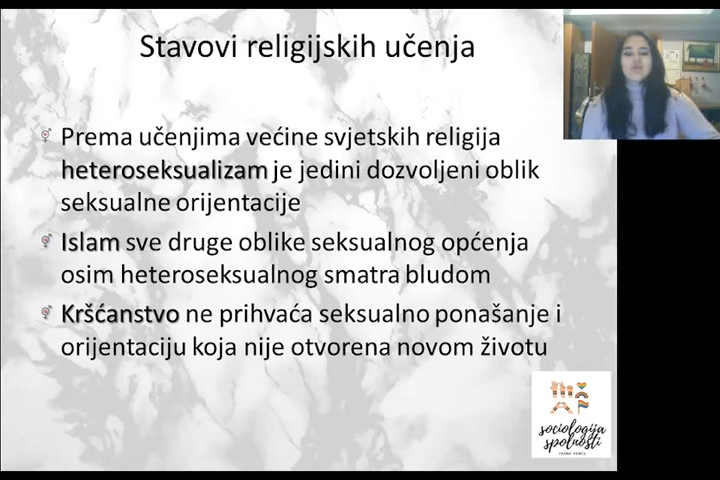 Stavovi religijskih učenja
Prema učenjima većine svjetskih religija
heteroseksualizam je jedini dozvoljeni oblik
seksualne orijentacije
Islam sve druge oblike seksualnog općenja
osim heteroseksualnog smatra bludom
Kršćanstvo ne prihvaća seksualno ponašanje i
orijentaciju koja nije otvorena novom životu
sociologija
spolnosti